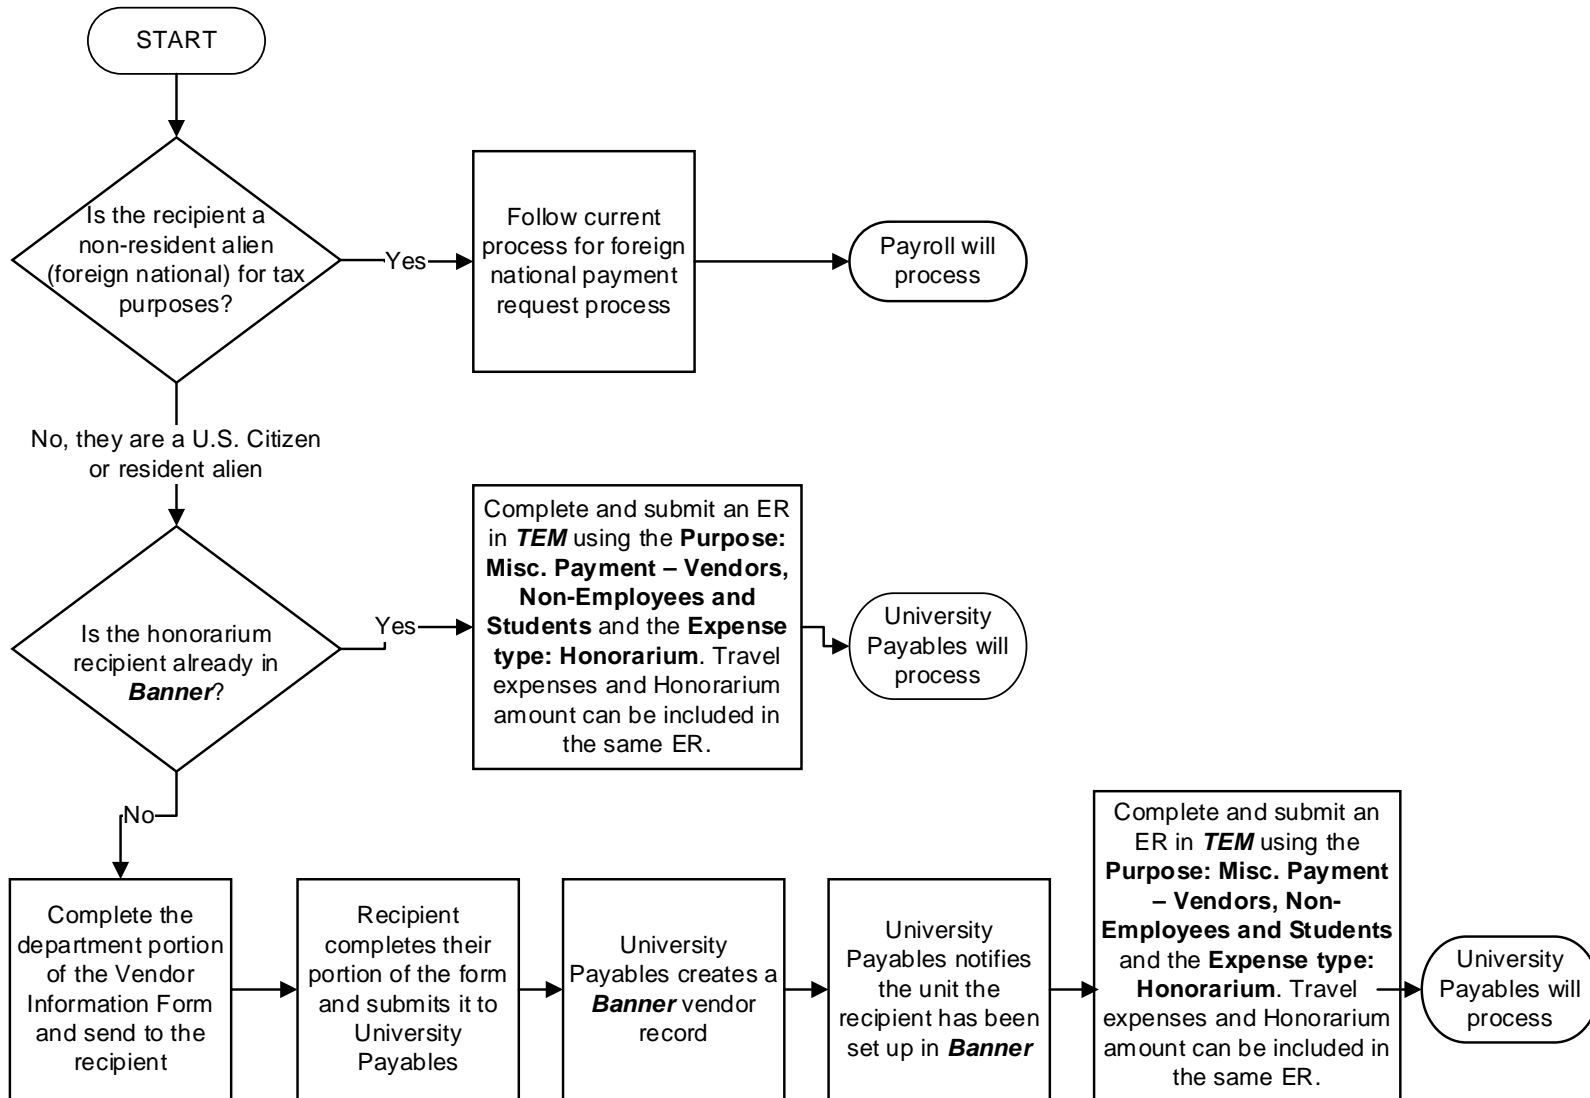 START
Is the recipient a
non-resident alien
(foreign national) for tax
purposes?
Yes
Follow current
process for foreign
national payment
request process
Payroll will
process
No, they are a U.S. Citizen
or resident alien
Is the honorarium
recipient already in
Banner?
Yes
Complete and submit an ER
in TEM using the Purpose:
Misc. Payment – Vendors,
Non-Employees and
Students and the Expense
type: Honorarium. Travel
expenses and Honorarium
amount can be included in
the same ER.
University
Payables will
process
No
Complete the
department portion
of the Vendor
Information Form
and send to the
recipient
Recipient
completes their
portion of the form
and submits it to
University
Payables
University
Payables creates a
Banner vendor
record
University
Payables notifies
the unit the
recipient has been
set up in Banner
Complete and submit an
ER in TEM using the
Purpose: Misc. Payment
– Vendors, Non-
Employees and Students
and the Expense type:
Honorarium. Travel
expenses and Honorarium
amount can be included in
the same ER.
University
Payables will
process